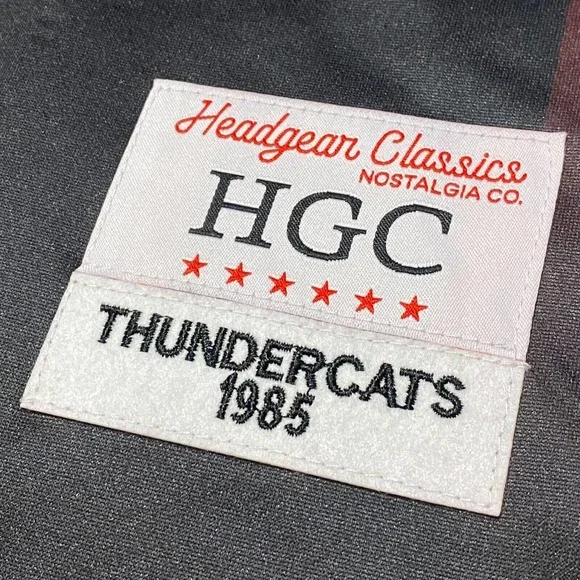 Headgear Classics
NOSTALGIA CO.
HGC
THUNDERCATS
1985